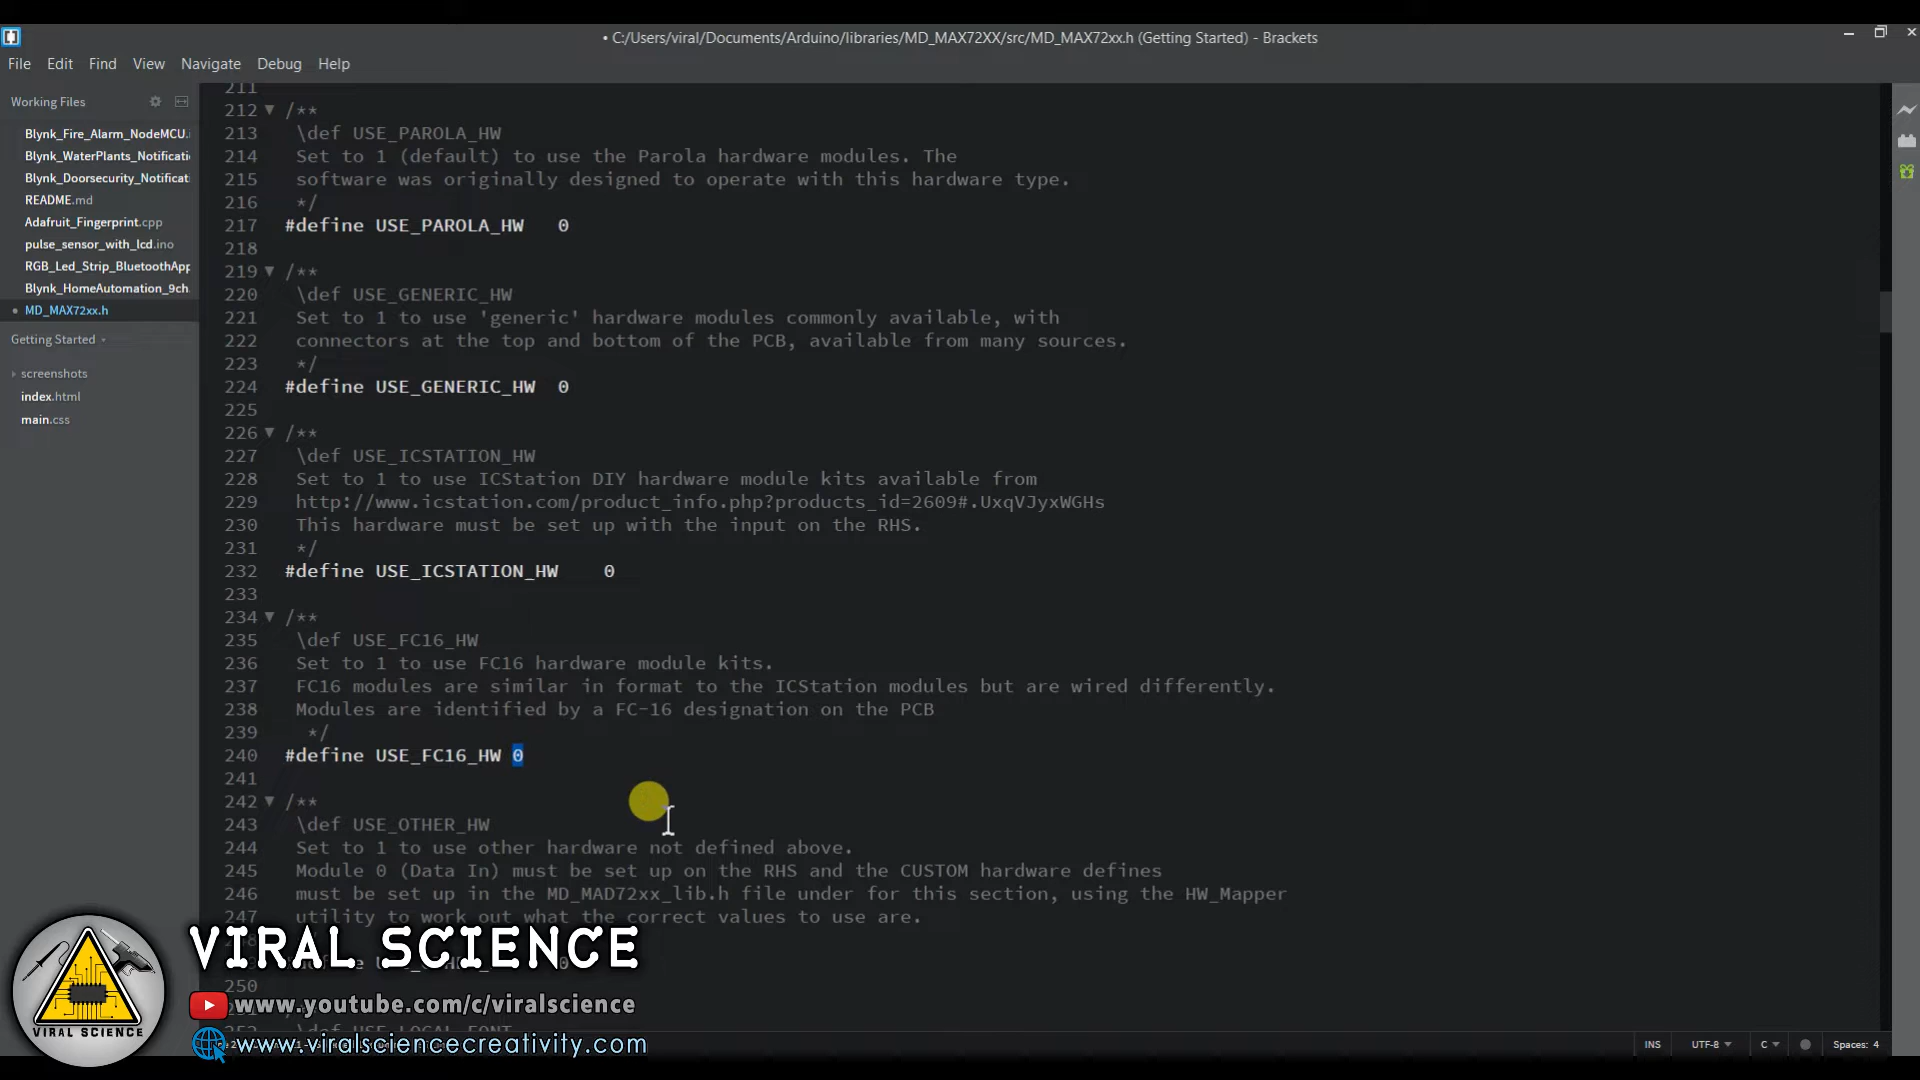 • C:/Users/viral/Documents/Arduino/libraries/MD_MAX72XX/src/MD_MAX72xx.h (Getting Started) - Brackets
File Edit Find View Navigate Debug Help
Working Files
Blynk_Fire_Alarm_NodeMCU.
Blynk_WaterPlants_Notificati
Blynk_Doorsecurity_Notificat
README.md
Adafruit_Fingerprint.cpp
pulse_sensor_with_lcd.ino
RGB_Led_Strip_BluetoothApp
Blynk_HomeAutomation_9ch.
• MD_MAX72xx.h
Getting Started
screenshots
index.html
main.css
211
212 /**
213 \def USE_PAROLA_HW
214 Set to 1 (default) to use the Parola hardware modules. The
215 software was originally designed to operate with this hardware type.
216 */
217 #define USE_PAROLA_HW 0
218
219 /**
220 \def USE_GENERIC_HW
221 Set to 1 to use 'generic' hardware modules commonly available, with
222 connectors at the top and bottom of the PCB, available from many sources.
223 */
224 #define USE_GENERIC_HW 0
225
226 /**
227 \def USE_ICSTATION_HW
228 Set to 1 to use ICStation DIY hardware module kits available from
229 http://www.icstation.com/product_info.php?products_id=2609#.UxqVJyxWGHs
230 This hardware must be set up with the input on the RHS.
231 */
232 #define USE_ICSTATION_HW 0
233
234 /**
235 \def USE_FC16_HW
236 Set to 1 to use FC16 hardware module kits.
237 FC16 modules are similar in format to the ICStation modules but are wired differently.
238 Modules are identified by a FC-16 designation on the PCB
239 */
240 #define USE_FC16_HW 0
241
242 /**
243 \def USE_OTHER_HW
244 Set to 1 to use other hardware not defined above.
245 Module 0 (Data In) must be set up on the RHS and the CUSTOM hardware defines
246 must be set up in the MD_MAD72xx_lib.h file under for this section, using the HW_Mapper
247 utility to work out what the correct values to use are.
250
\def USE_LOCAL_FONT
VIRAL SCIENCE
www.youtube.com/c/viralscience
www.viralsciencecreativity.com
VIRAL SCIENCE
INS UTF-8 C Spaces: 4